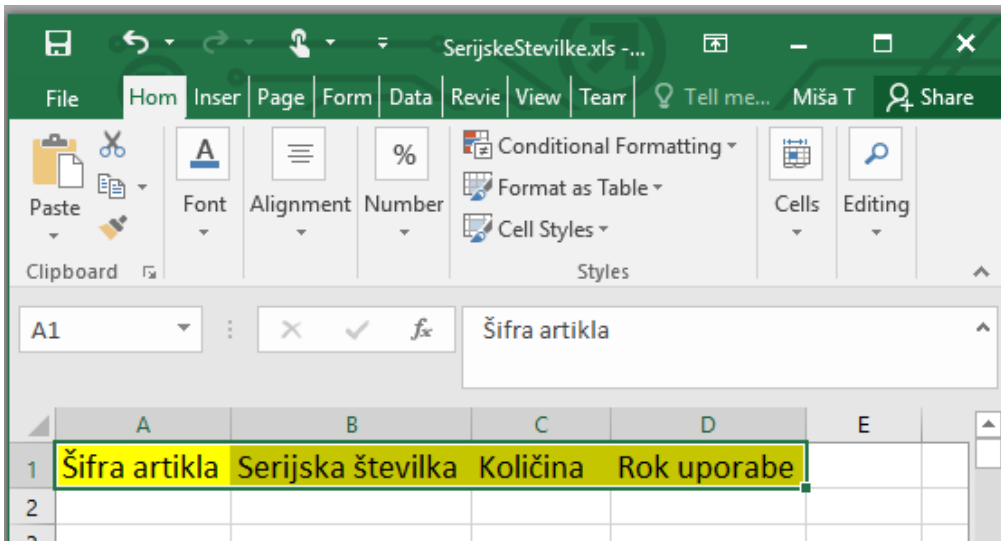 SerijskeStevilke.xls -...
File Hom Inser Page Form Data Revie View Team Tell me... Miša T Share
Paste
Clipboard
A
Font
Alignment
%
Number
Conditional Formatting
Format as Table
Cell Styles
Styles
Cells
Editing
A1 fx Šifra artikla
A B C D E
1 Šifra artikla Serijska številka Količina Rok uporabe
2